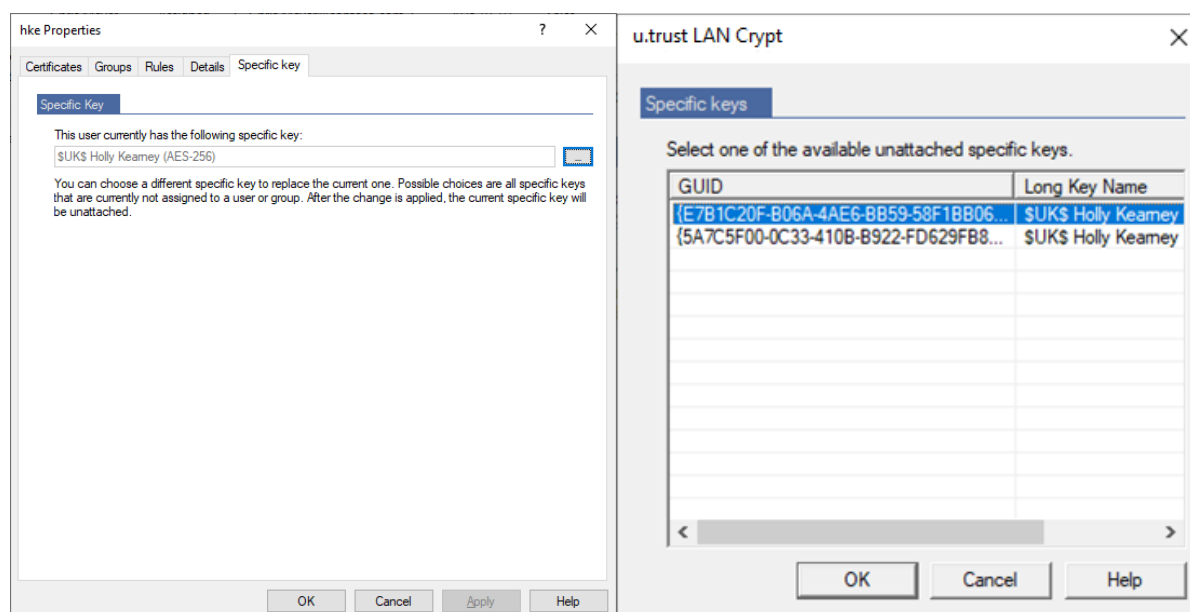 hke Properties
?
Certificates Groups Rules Details Specific key
Specific Key
This user currently has the following specific key:
$UK$ Holly Kearney (AES-256)
...
You can choose a different specific key to replace the current one. Possible choices are all specific keys
that are currently not assigned to a user or group. After the change is applied, the current specific key will
be unattached.
OK Cancel Apply Help
u.trust LAN Crypt
Specific keys
Select one of the available unattached specific keys.
GUID Long Key Name
{E7B1C20F-B06A-4AE6-BB59-58F1BB06... $UK$ Holly Kearney
{5A7C5F00-0C33-410B-B922-FD629FB8... $UK$ Holly Kearney
OK Cancel Help